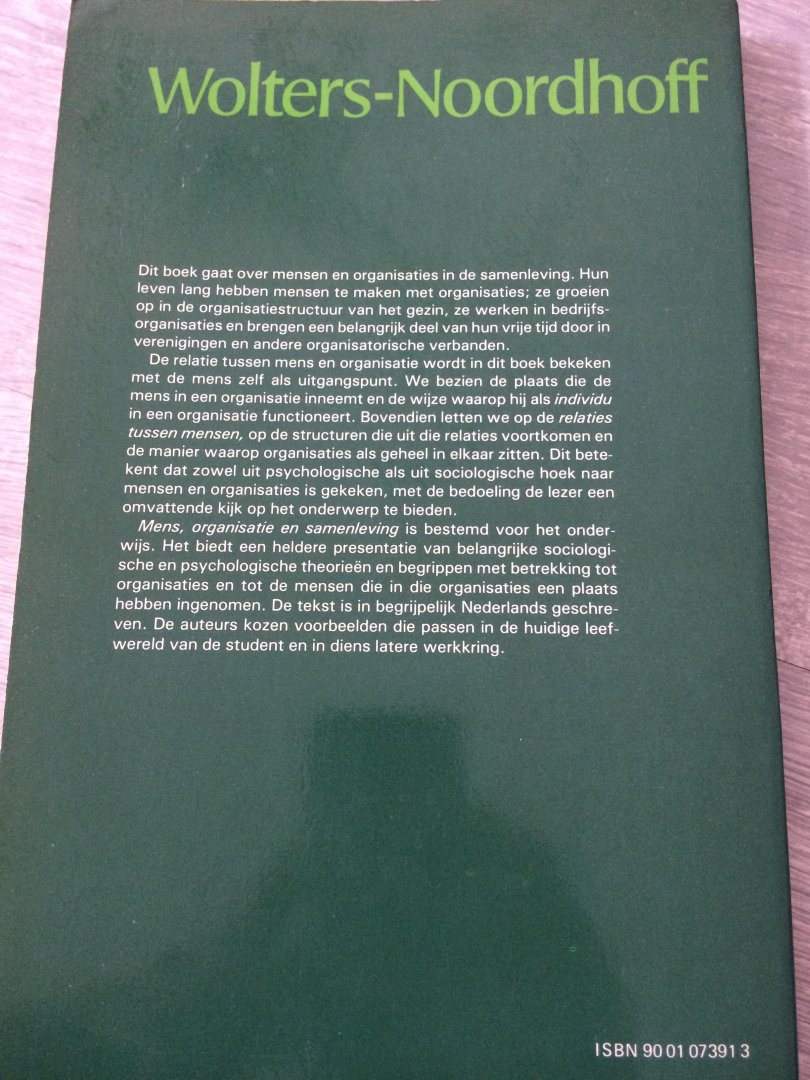 Wolters-Noordhoff
Dit boek gaat over mensen en organisaties in de samenleving. Hun
leven lang hebben mensen te maken met organisaties; ze groeien
op in de organisatiestructuur van het gezin, ze werken in bedrijfs-
organisaties en brengen een belangrijk deel van hun vrije tijd door in
verenigingen en andere organisatorische verbanden.
De relatie tussen mens en organisatie wordt in dit boek bekeken
met de mens zelf als uitgangspunt. We bezien de plaats die de
mens in een organisatie inneemt en de wijze waarop hij als individu
in een organisatie functioneert. Bovendien letten we op de relaties
tussen mensen, op de structuren die uit die relaties voortkomen en
de manier waarop organisaties als geheel in elkaar zitten. Dit bete-
kent dat zowel uit psychologische als uit sociologische hoek naar
mensen en organisaties is gekeken, met de bedoeling de lezer een
omvattende kijk op het onderwerp te bieden.
Mens, organisatie en samenleving is bestemd voor het onder-
wijs. Het biedt een heldere presentatie van belangrijke sociologi-
sche en psychologische theorieën en begrippen met betrekking tot
organisaties en tot de mensen die in die organisaties een plaats
hebben ingenomen. De tekst is in begrijpelijk Nederlands geschre-
ven. De auteurs kozen voorbeelden die passen in de huidige leef-
wereld van de student en in diens latere werkkring.
ISBN 90 01 07391 3